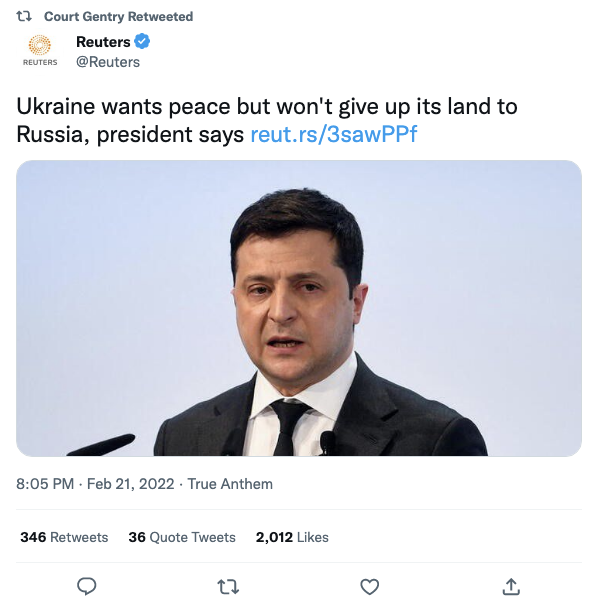 Court Gentry Retweeted
Reuters
REUTERS
@Reuters
Ukraine wants peace but won't give up its land to
Russia, president says reut.rs/3sawPPf
8:05 PM · Feb 21, 2022 · True Anthem
346 Retweets 36 Quote Tweets 2,012 Likes